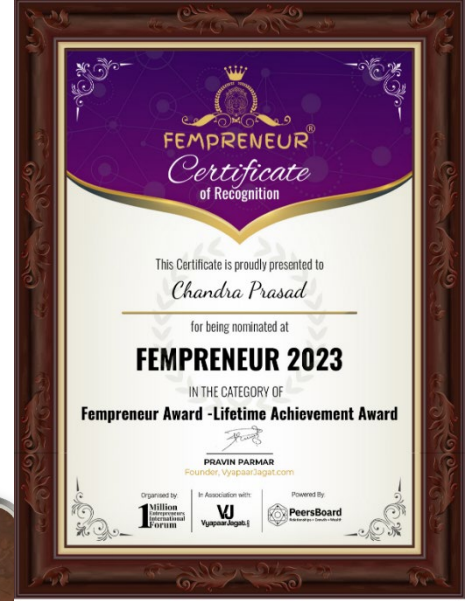 FEMPRENEUR®
Certificate
of Recognition
This Certificate is proudly presented to
Chandra Prasad
for being nominated at
FEMPRENEUR 2023
IN THE CATEGORY OF
Fempreneur Award -Lifetime Achievement Award
PRAVIN PARMAR
Founder, VyapaarJagat.com
Organised by:
1 Million
Entrepreneurs
International
Forum
In Association with:
VJ
VyapaarJagat
Powered By:
PeersBoard